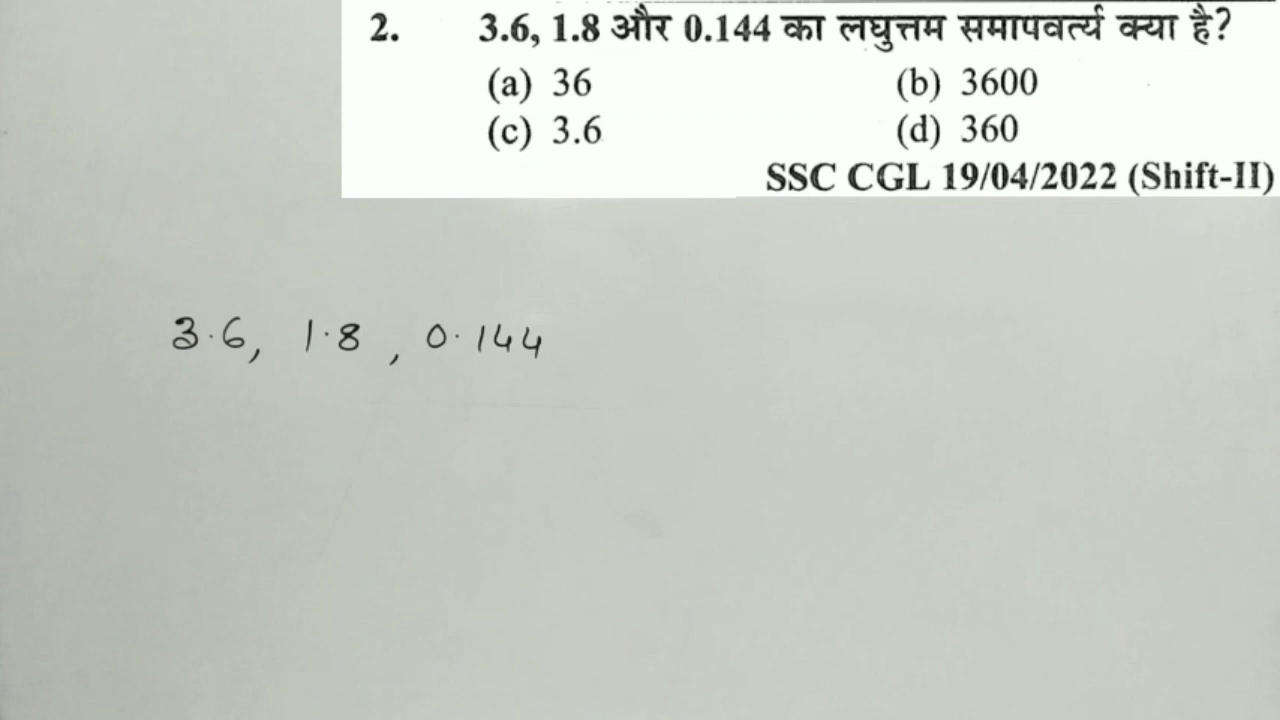 2. 3.6, 1.8 और 0.144 का लघुत्तम समापवर्त्य क्या है?
(a) 36 (b) 3600
(c) 3.6 (d) 360
SSC CGL 19/04/2022 (Shift-II)
3.6, 1.8, 0.144